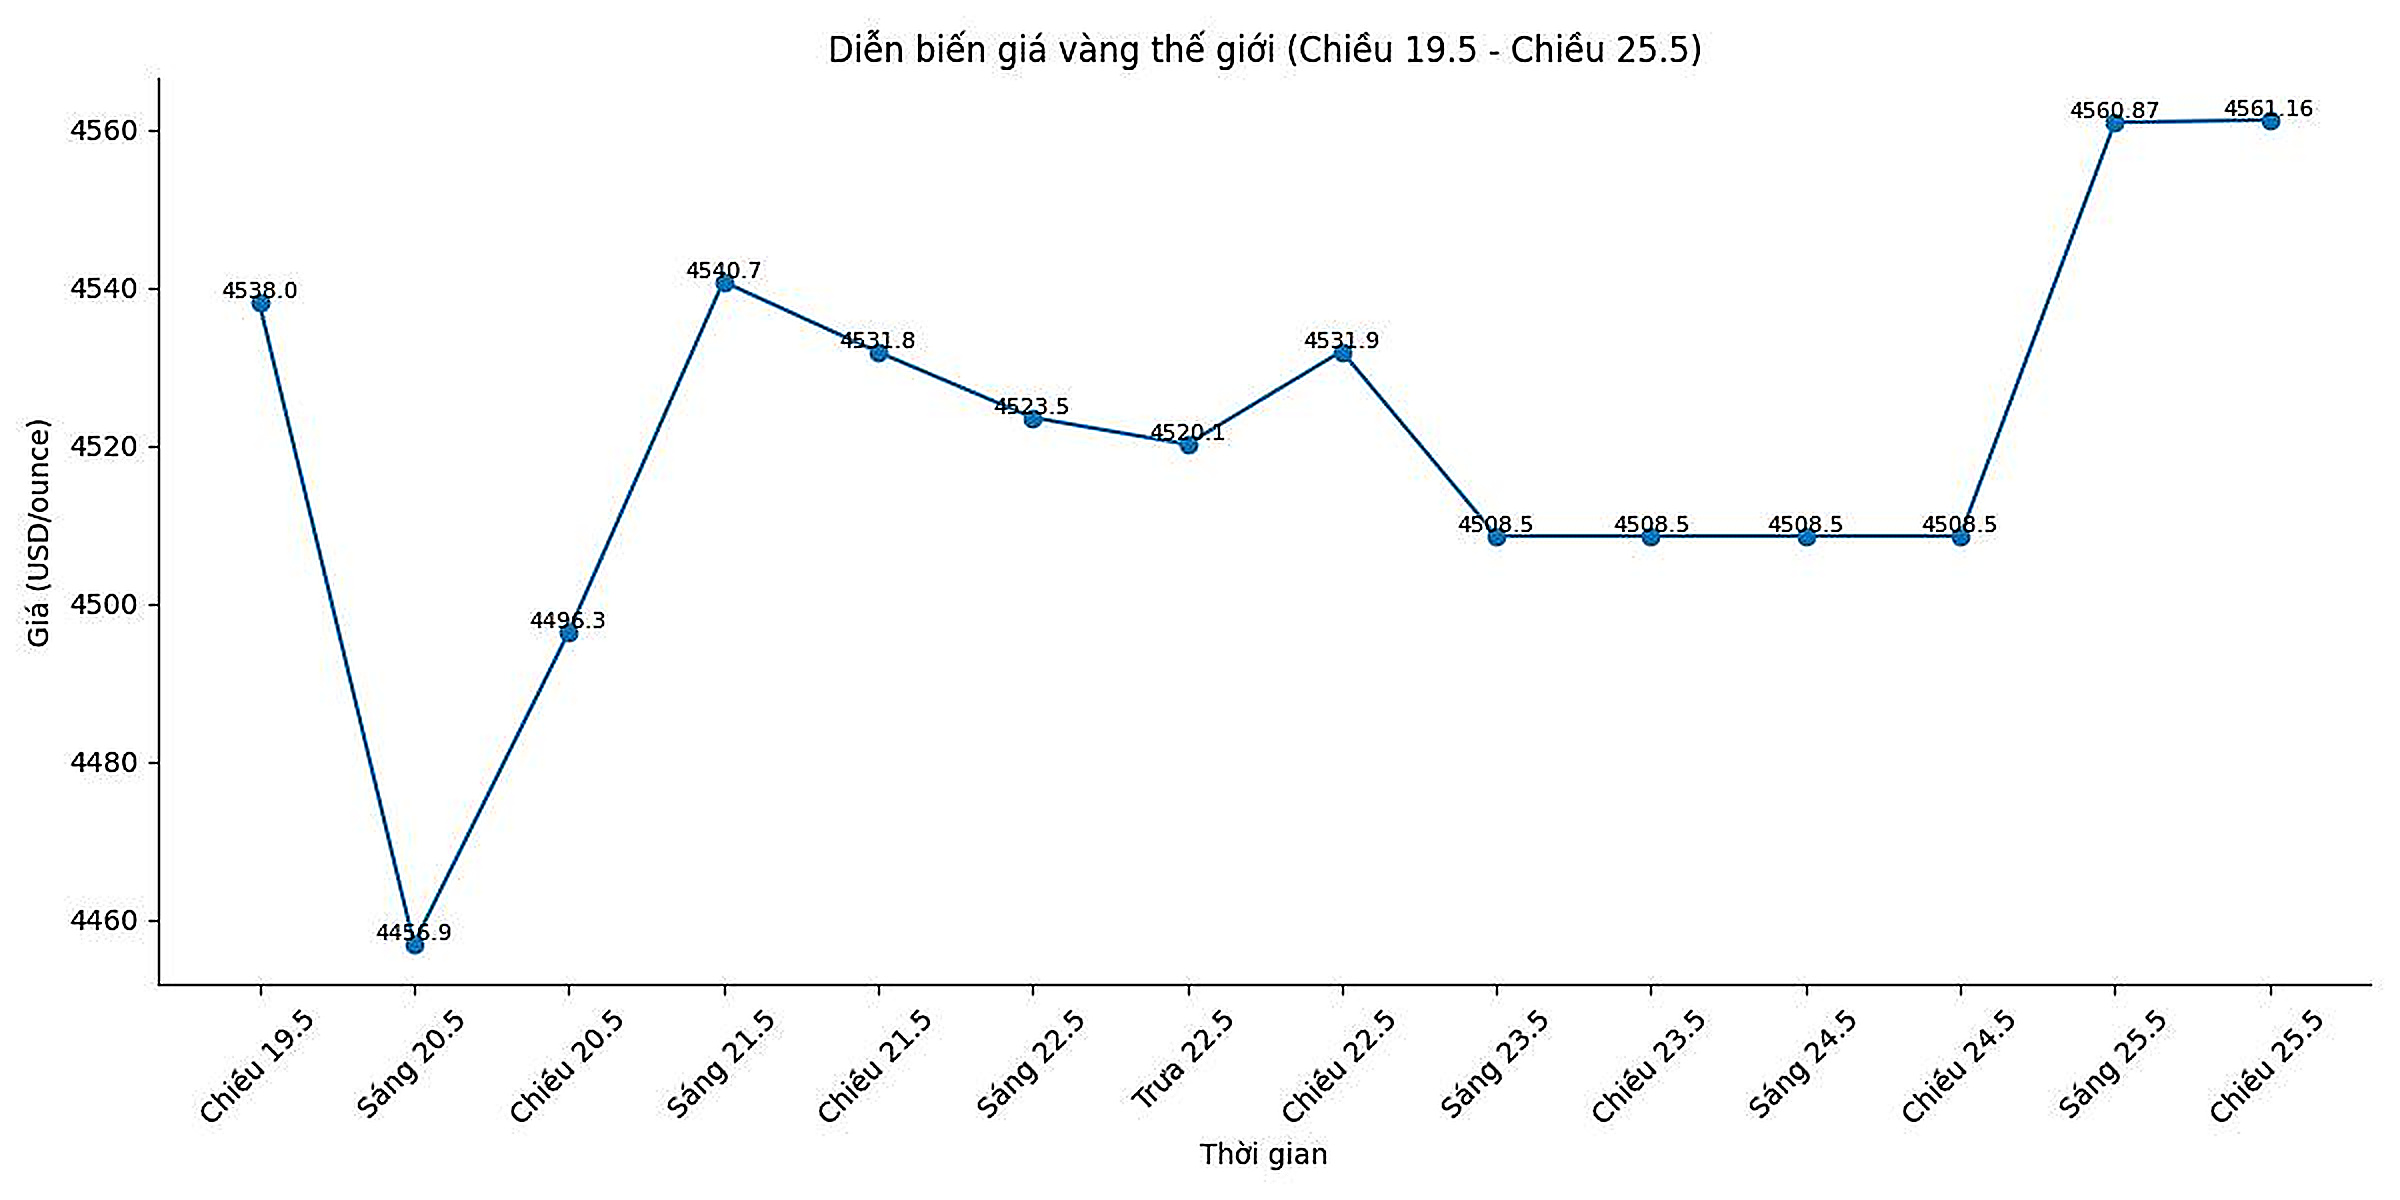 Diễn biến giá vàng thế giới (Chiều 19.5 - Chiều 25.5)
Giá (USD/ounce)
4560
4540
4520
4500
4480
4460
4538.0
4456.9
4496.3
4540.7
4531.8
4523.5
4520.1
4531.9
4508.5
4508.5
4508.5
4508.5
4560.87
4561.16
Chiều 19.5
Sáng 20.5
Chiều 20.5
Sáng 21.5
Chiều 21.5
Sáng 22.5
Trưa 22.5
Chiều 22.5
Sáng 23.5
Chiều 23.5
Sáng 24.5
Chiều 24.5
Sáng 25.5
Chiều 25.5
Thời gian